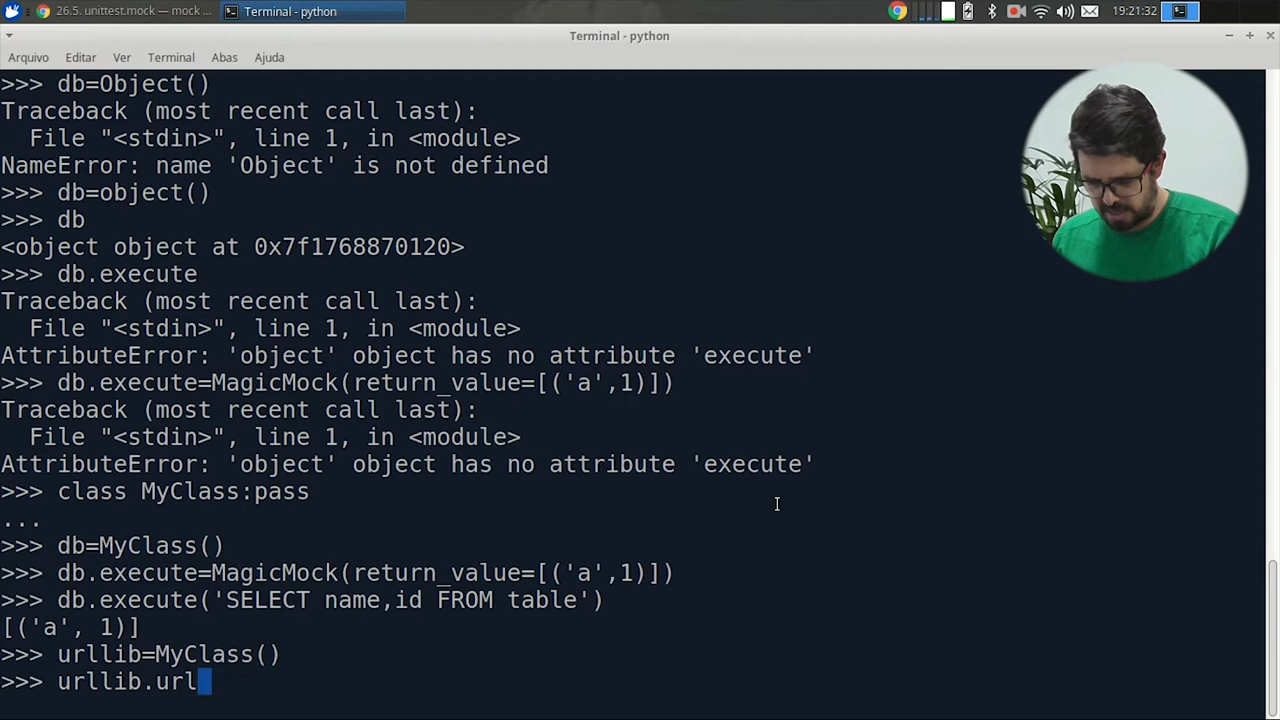 26.5. unittest.mock — mock ...
Terminal - python
19:21:32
Terminal - python
Arquivo Editar Ver Terminal Abas Ajuda
>>> db=Object()
Traceback (most recent call last):
  File "<stdin>", line 1, in <module>
NameError: name 'Object' is not defined
>>> db=object()
>>> db
<object object at 0x7f1768870120>
>>> db.execute
Traceback (most recent call last):
  File "<stdin>", line 1, in <module>
AttributeError: 'object' object has no attribute 'execute'
>>> db.execute=MagicMock(return_value=[('a',1)])
Traceback (most recent call last):
  File "<stdin>", line 1, in <module>
AttributeError: 'object' object has no attribute 'execute'
>>> class MyClass:pass
...
>>> db=MyClass()
>>> db.execute=MagicMock(return_value=[('a',1)])
>>> db.execute('SELECT name,id FROM table')
[('a', 1)]
>>> urllib=MyClass()
>>> urllib.url